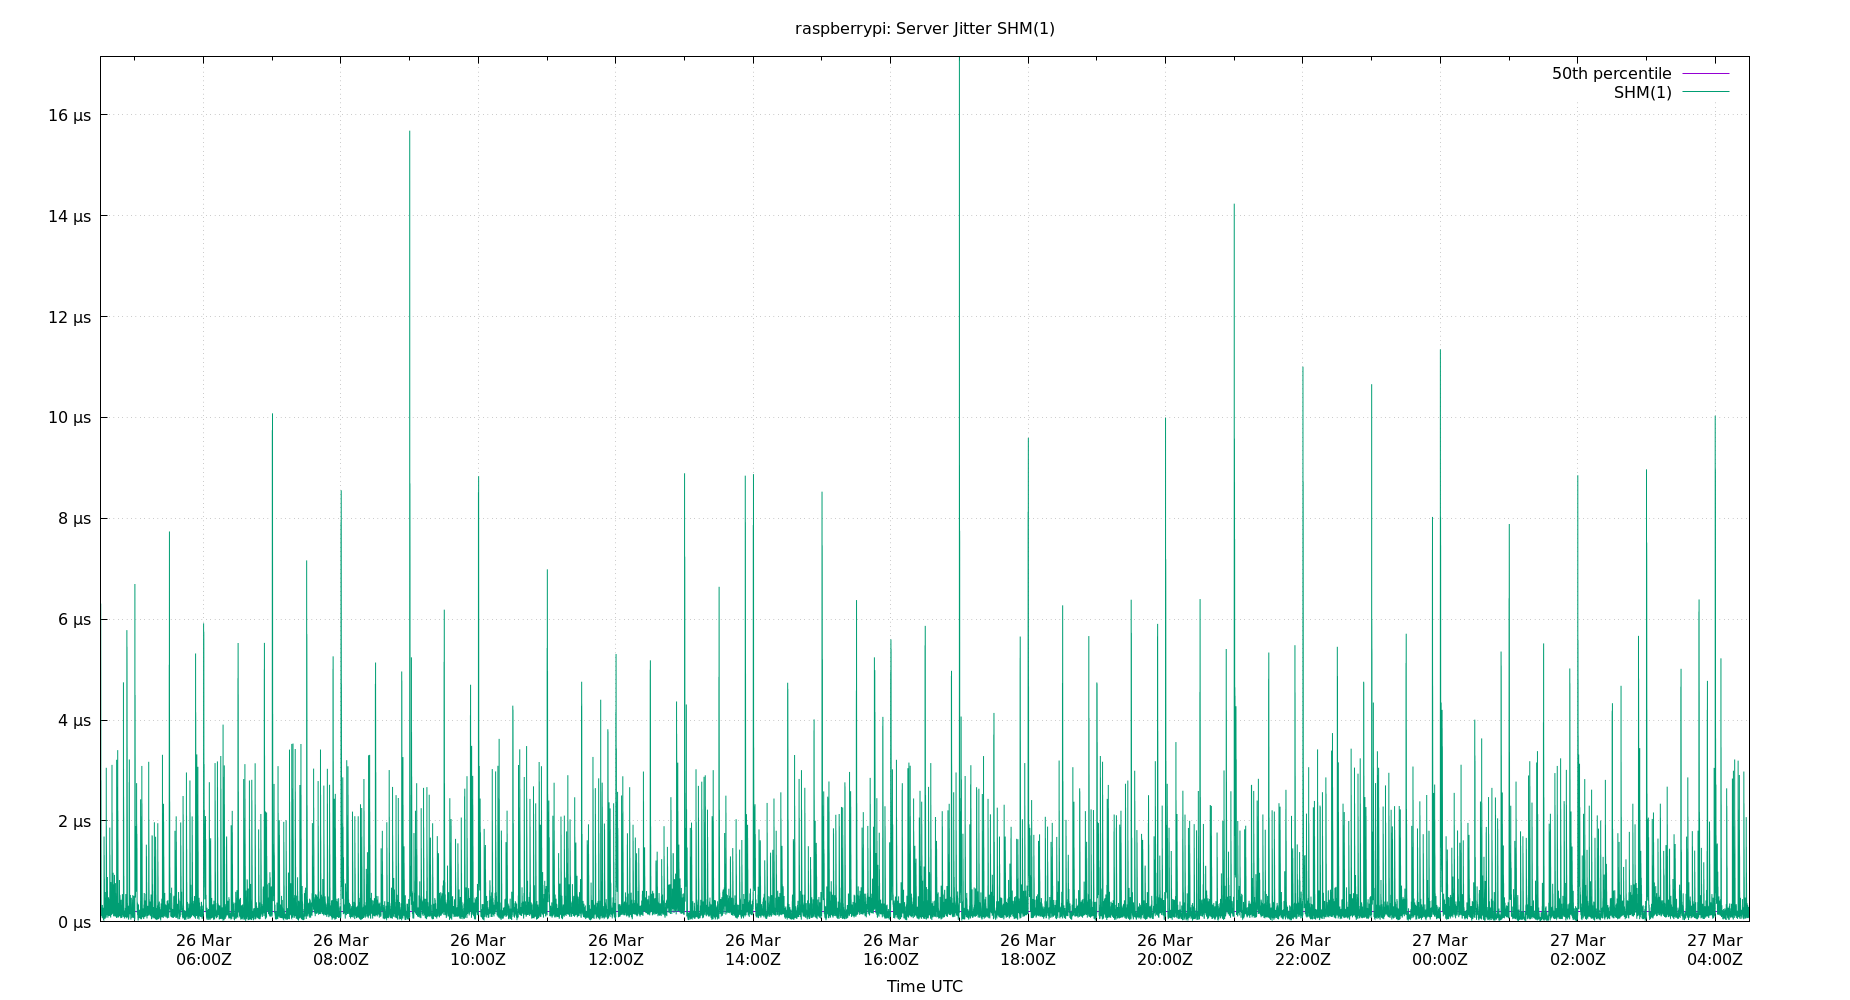 raspberrypi: Server Jitter SHM(1)
50th percentile
SHM(1)
16 µs
14 µs
12 µs
10 µs
8 µs
6 µs
4 µs
2 µs
0 µs
26 Mar 26 Mar 26 Mar 26 Mar 26 Mar 26 Mar 26 Mar 26 Mar 26 Mar 27 Mar 27 Mar 27 Mar
06:00Z 08:00Z 10:00Z 12:00Z 14:00Z 16:00Z 18:00Z 20:00Z 22:00Z 00:00Z 02:00Z 04:00Z
Time UTC